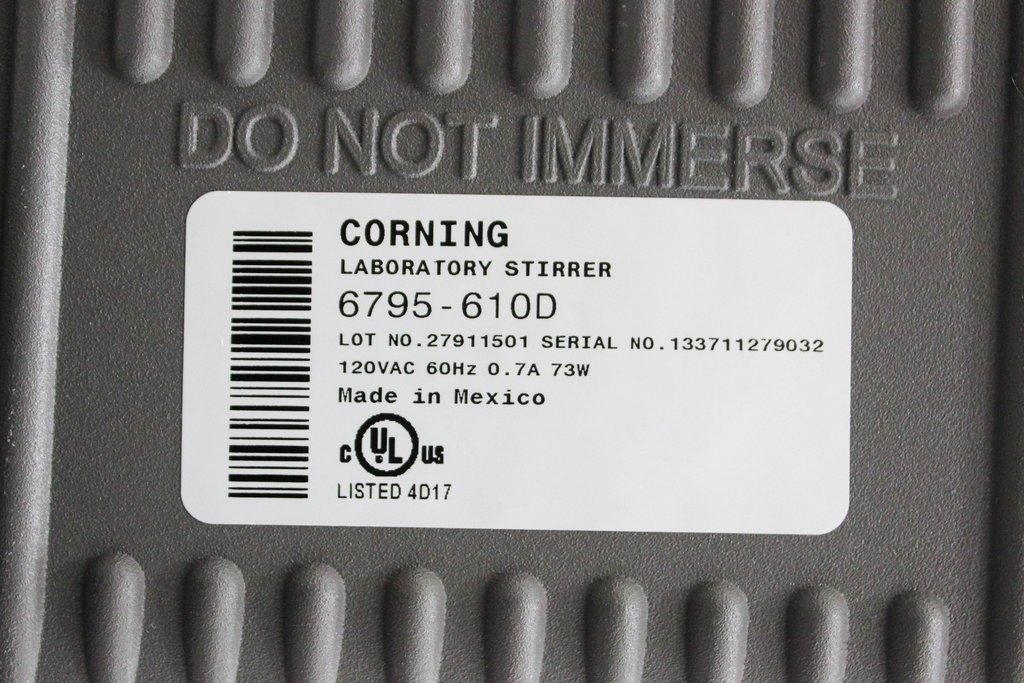 DO NOT IMMERSE
CORNING
LABORATORY STIRRER
6795-610D
LOT NO.27911501 SERIAL NO.133711279032
120VAC 60Hz 0.7A 73W
Made in Mexico
C UL US
LISTED 4D17